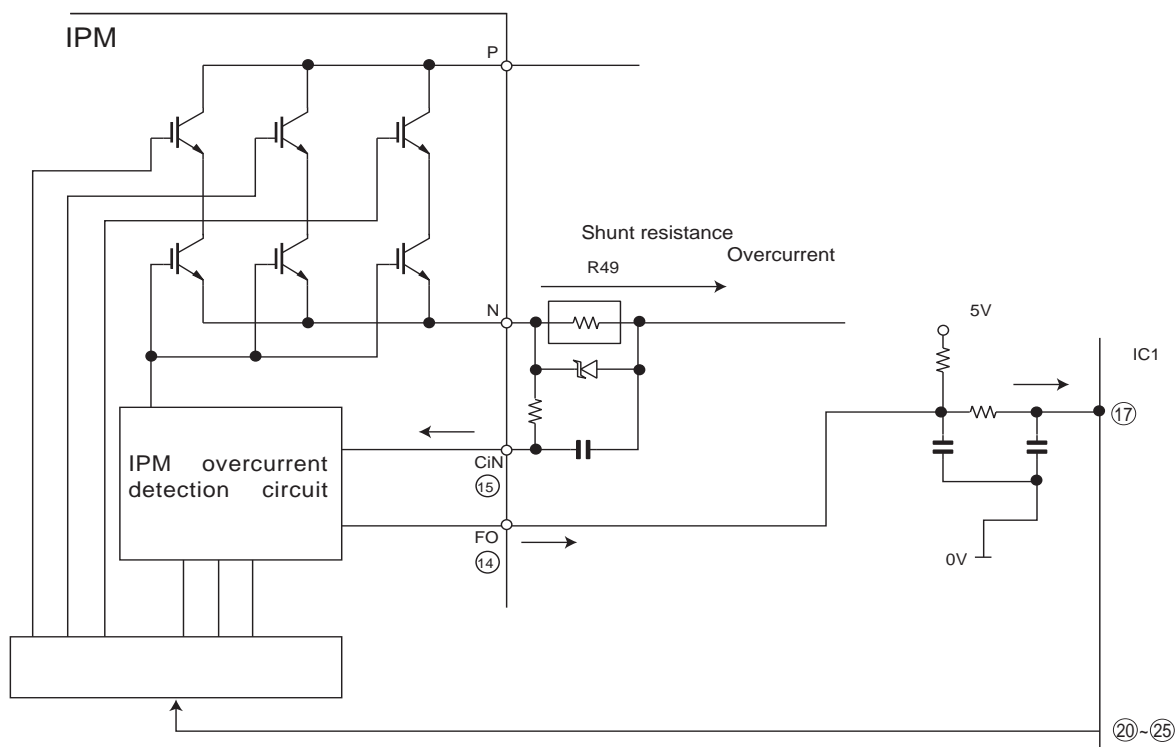 IPM
P
Shunt resistance
Overcurrent
R49
N
5V
IC1
17
IPM overcurrent
detection circuit
CiN
15
FO
14
0V
20~25